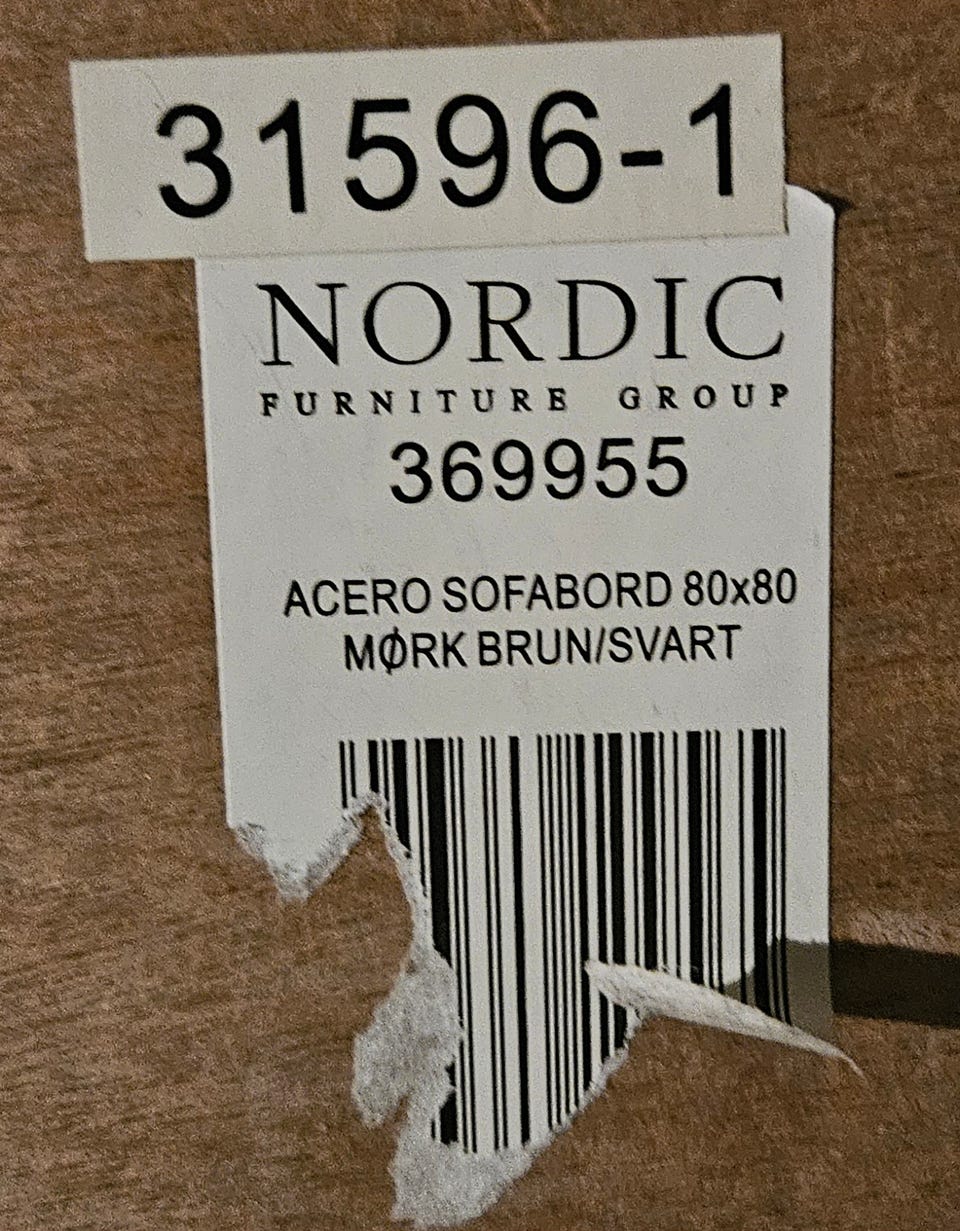 31596-1
NORDIC
FURNITURE GROUP
369955
ACERO SOFABORD 80x80
MØRK BRUN/SVART